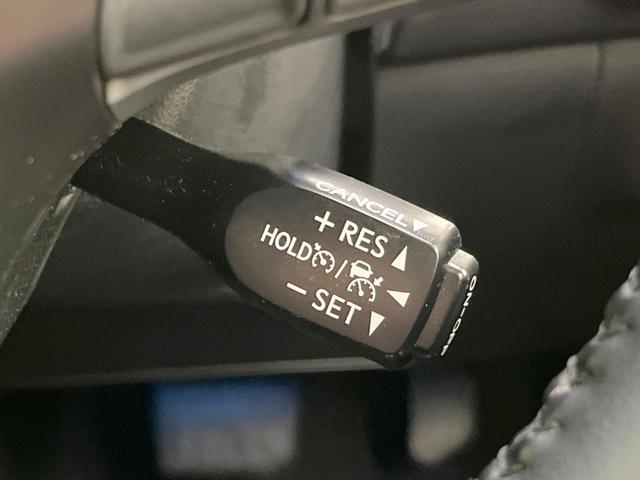 CANCEL▼
+ RES ▲
HOLD / ◀
− SET ▼
ON-OFF